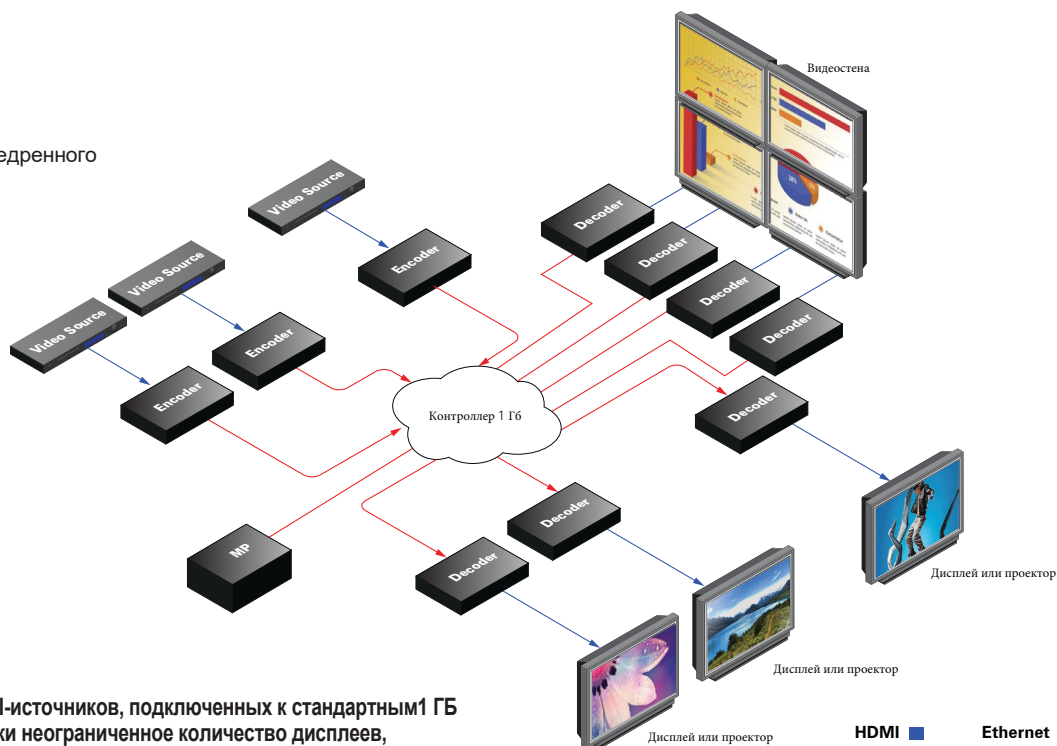 Видеостена
едренного
Video Source
Video Source
Video Source
Encoder
Encoder
Encoder
Decoder
Decoder
Decoder
Decoder
Decoder
Контроллер 1 Гб
MP
Decoder
Decoder
38%
Дисплей или проектор
Дисплей или проектор
Дисплей или проектор
I-источников, подключенных к стандартным1 ГБ
ки неограниченное количество дисплеев,
HDMI
Ethernet